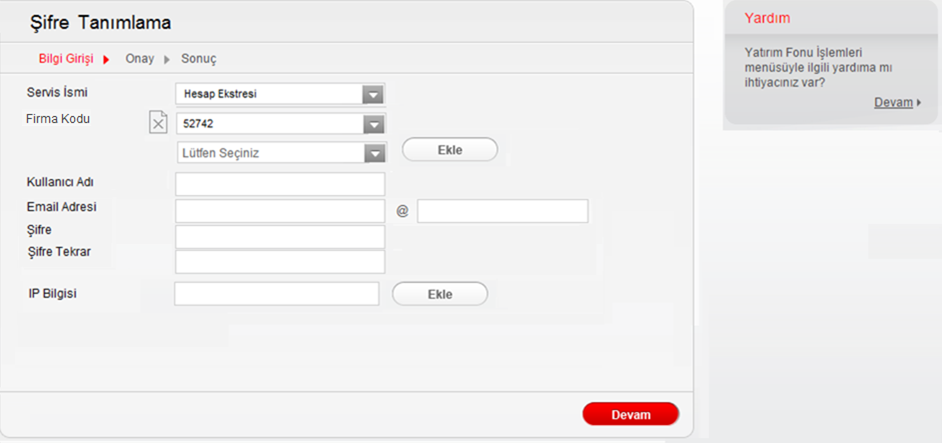 Şifre Tanımlama
Bilgi Girişi Onay Sonuç
Servis İsmi Hesap Ekstresi
Firma Kodu 52742
Lütfen Seçiniz Ekle
Kullanıcı Adı
Email Adresi @
Şifre
Şifre Tekrar
IP Bilgisi Ekle
Devam
Yardım
Yatırım Fonu İşlemleri
menüsüyle ilgili yardıma mı
ihtiyacınız var?
Devam